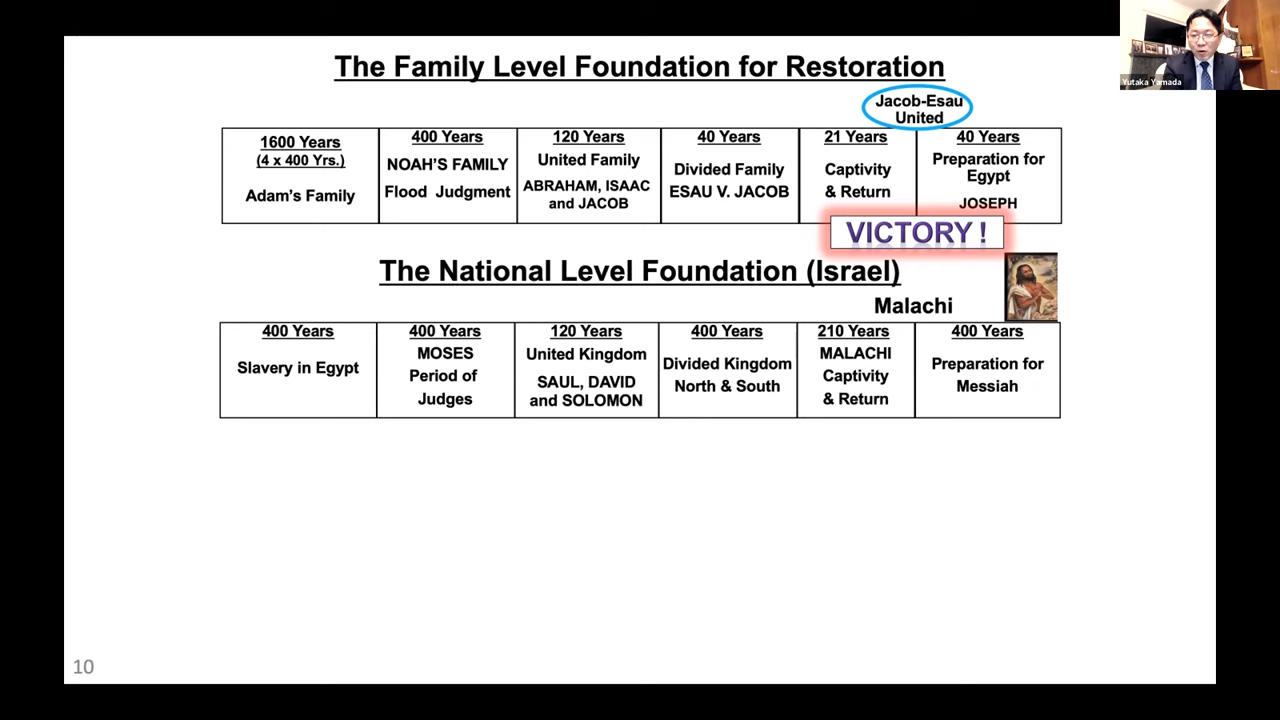 Yutaka Yamada
The Family Level Foundation for Restoration
Jacob-Esau
United
1600 Years
(4 x 400 Yrs.)
Adam's Family
400 Years
NOAH'S FAMILY
Flood Judgment
120 Years
United Family
ABRAHAM, ISAAC
and JACOB
40 Years
Divided Family
ESAU V. JACOB
21 Years
Captivity
& Return
40 Years
Preparation for
Egypt
JOSEPH
VICTORY !
The National Level Foundation (Israel)
Malachi
400 Years
Slavery in Egypt
400 Years
MOSES
Period of
Judges
120 Years
United Kingdom
SAUL, DAVID
and SOLOMON
400 Years
Divided Kingdom
North & South
210 Years
MALACHI
Captivity
& Return
400 Years
Preparation for
Messiah
10